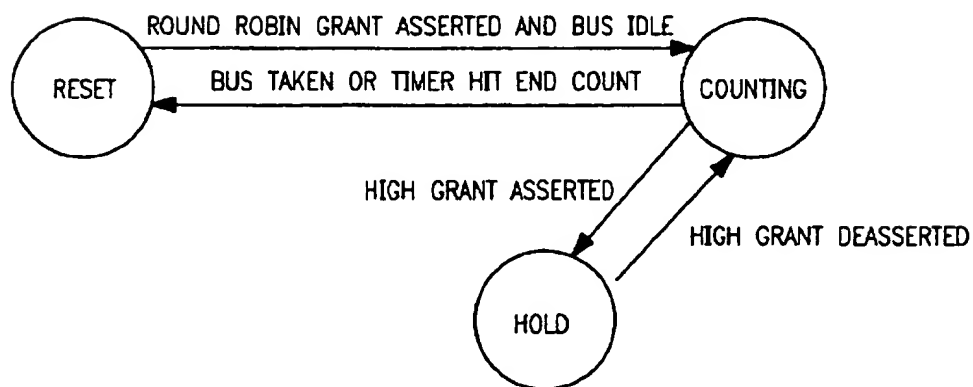 ROUND ROBIN GRANT ASSERTED AND BUS IDLE
RESET
BUS TAKEN OR TIMER HIT END COUNT
COUNTING
HIGH GRANT ASSERTED
HIGH GRANT DEASSERTED
HOLD